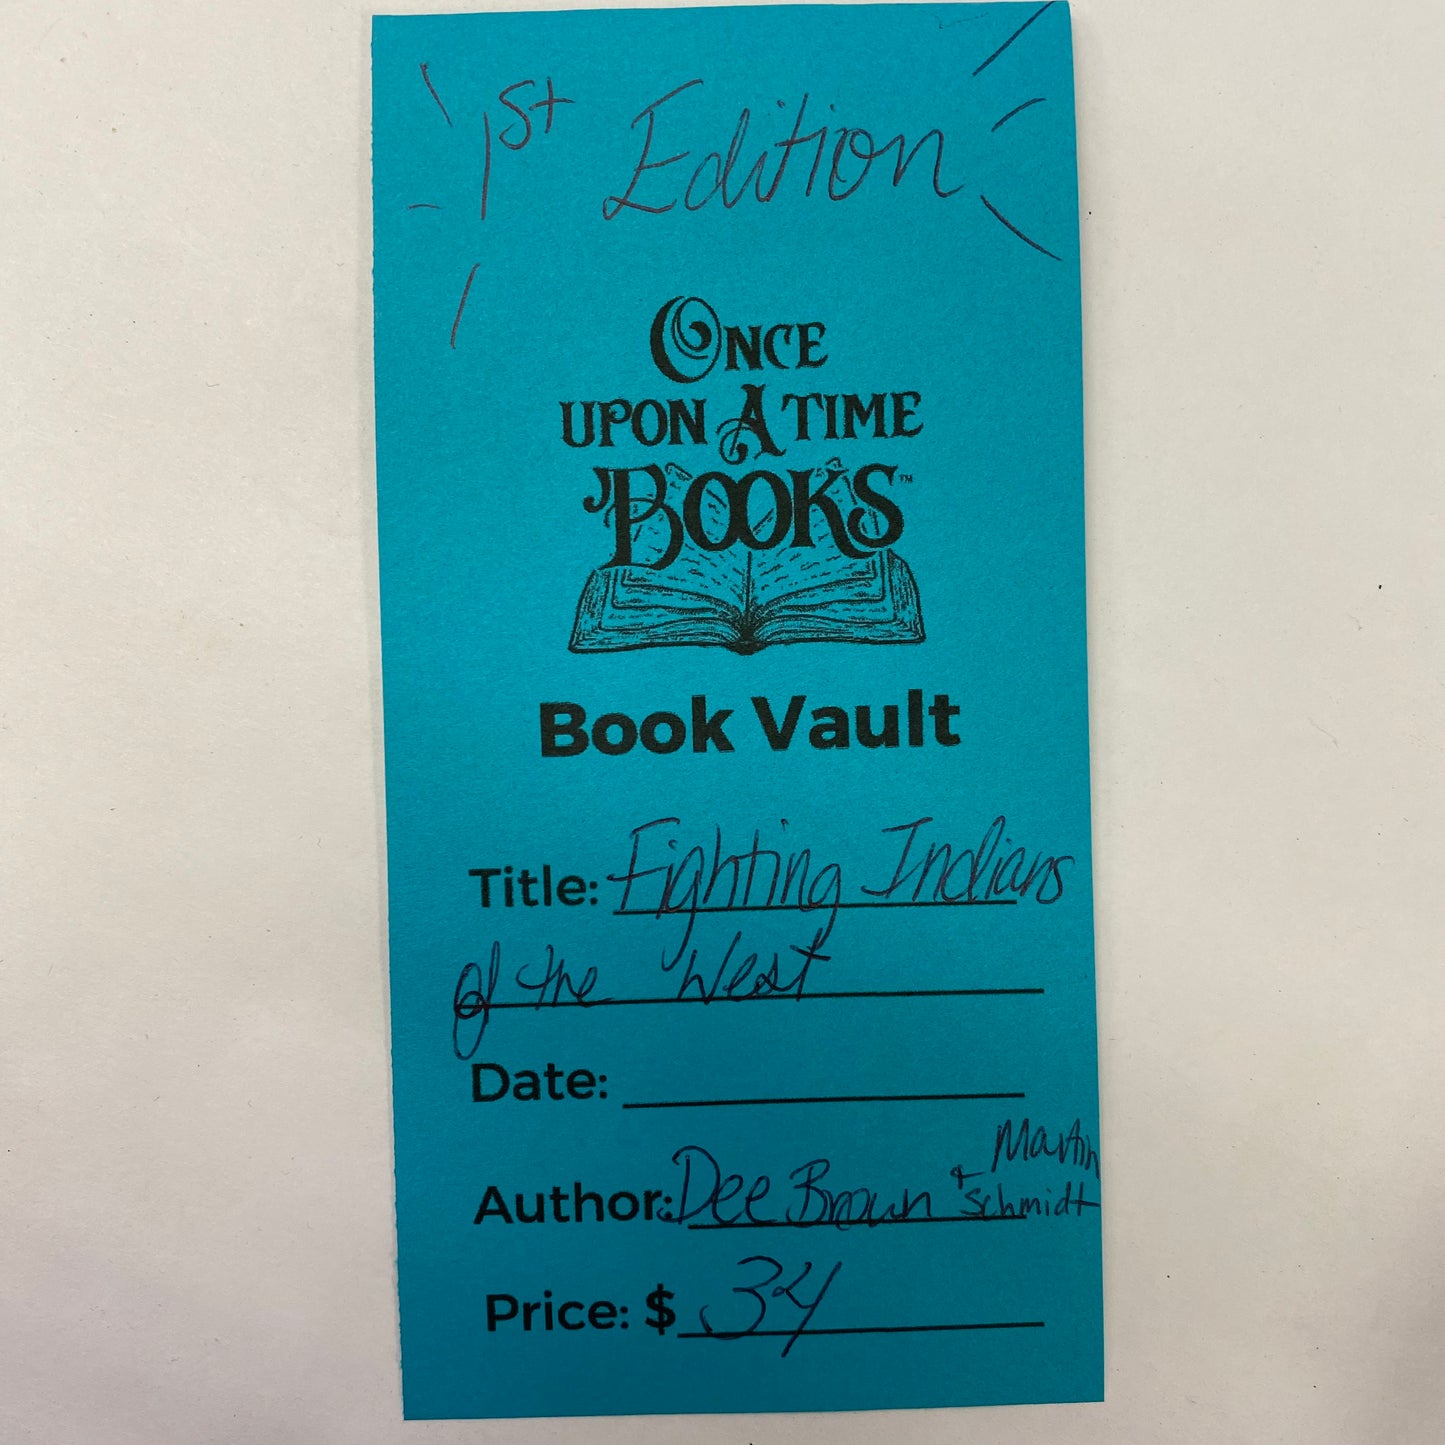 1st Edition
ONCE
UPON A TIME
BOOKS™
Book Vault
Title: Fighting Indians
of the West
Date:
Martin
Author: Dee Brown + Schmidt
Price: $ 34